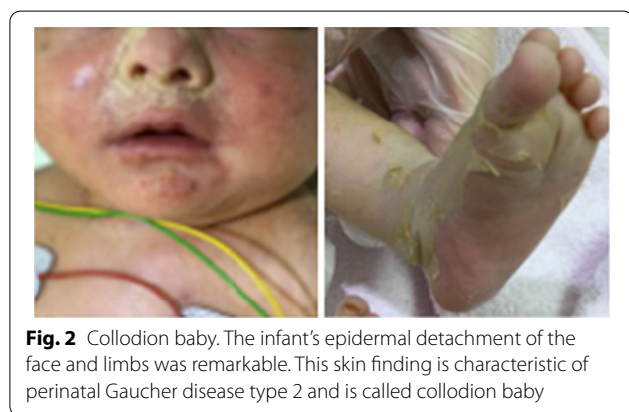 Fig. 2 Collodion baby. The infant’s epidermal detachment of the
face and limbs was remarkable. This skin finding is characteristic of
perinatal Gaucher disease type 2 and is called collodion baby